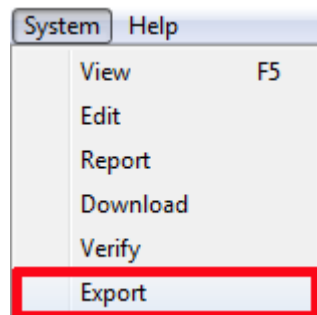 System Help
View F5
Edit
Report
Download
Verify
Export